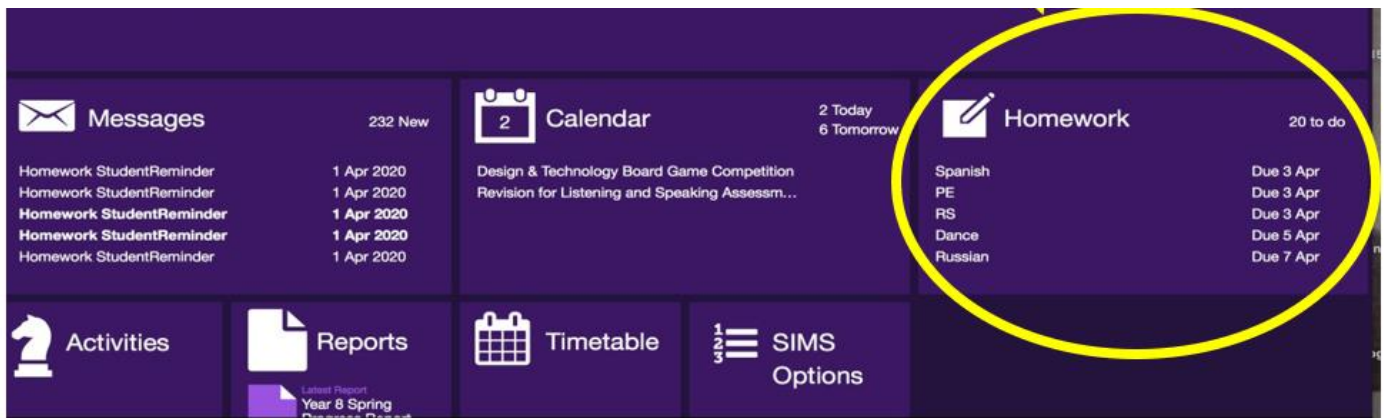 Messages
232 New
Homework StudentReminder 1 Apr 2020
Homework StudentReminder 1 Apr 2020
Homework StudentReminder 1 Apr 2020
Homework StudentReminder 1 Apr 2020
Homework StudentReminder 1 Apr 2020
2
Calendar
2 Today
6 Tomorrow
Design & Technology Board Game Competition
Revision for Listening and Speaking Assessm...
Homework
20 to do
Spanish Due 3 Apr
PE Due 3 Apr
RS Due 3 Apr
Dance Due 5 Apr
Russian Due 7 Apr
Activities
Reports
Latest Report
Year 8 Spring
Progress Report
Timetable
1
2
3
SIMS
Options